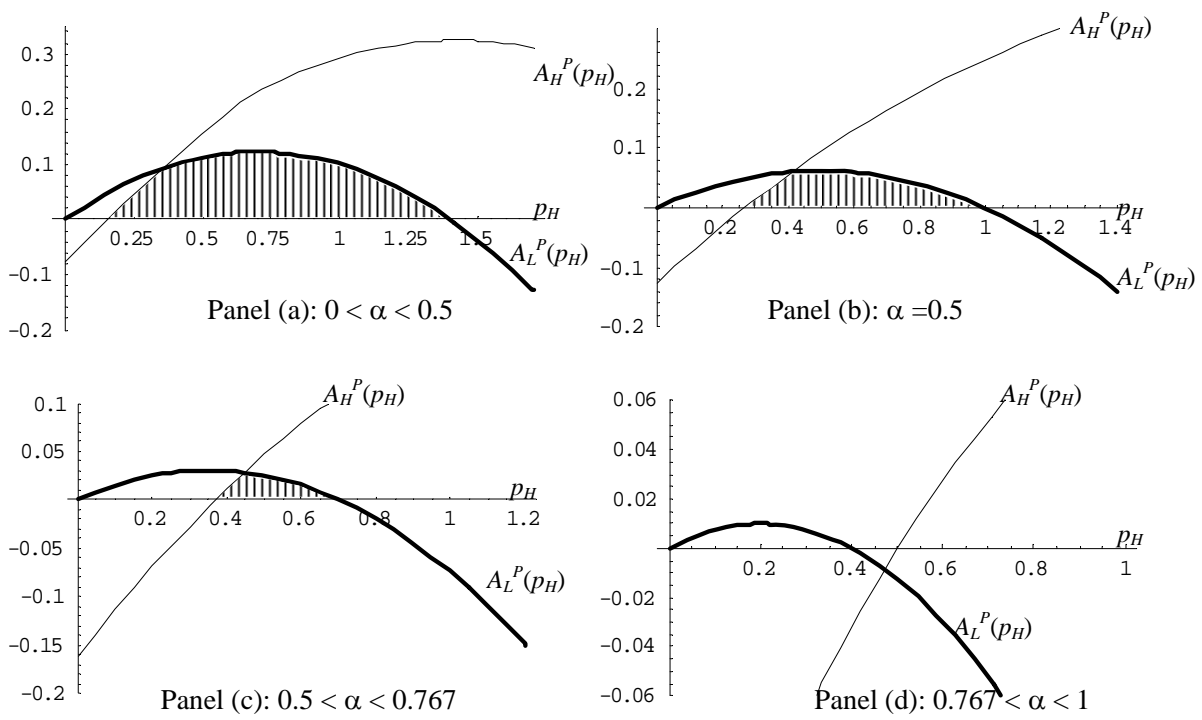 0.3
0.2
0.1
-0.1
-0.2
0.25 0.5 0.75 1 1.25 1.5
p_H
A_H^P(p_H)
A_L^P(p_H)
Panel (a): 0 < α < 0.5
0.2
0.1
-0.1
-0.2
0.2 0.4 0.6 0.8 1 1.2 1.4
p_H
A_H^P(p_H)
A_L^P(p_H)
Panel (b): α =0.5
0.1
0.05
-0.05
-0.1
-0.15
-0.2
0.2 0.4 0.6 0.8 1 1.2
p_H
A_H^P(p_H)
A_L^P(p_H)
Panel (c): 0.5 < α < 0.767
0.06
0.04
0.02
-0.02
-0.04
-0.06
0.2 0.4 0.6 0.8 1
p_H
A_H^P(p_H)
A_L^P(p_H)
Panel (d): 0.767 < α < 1